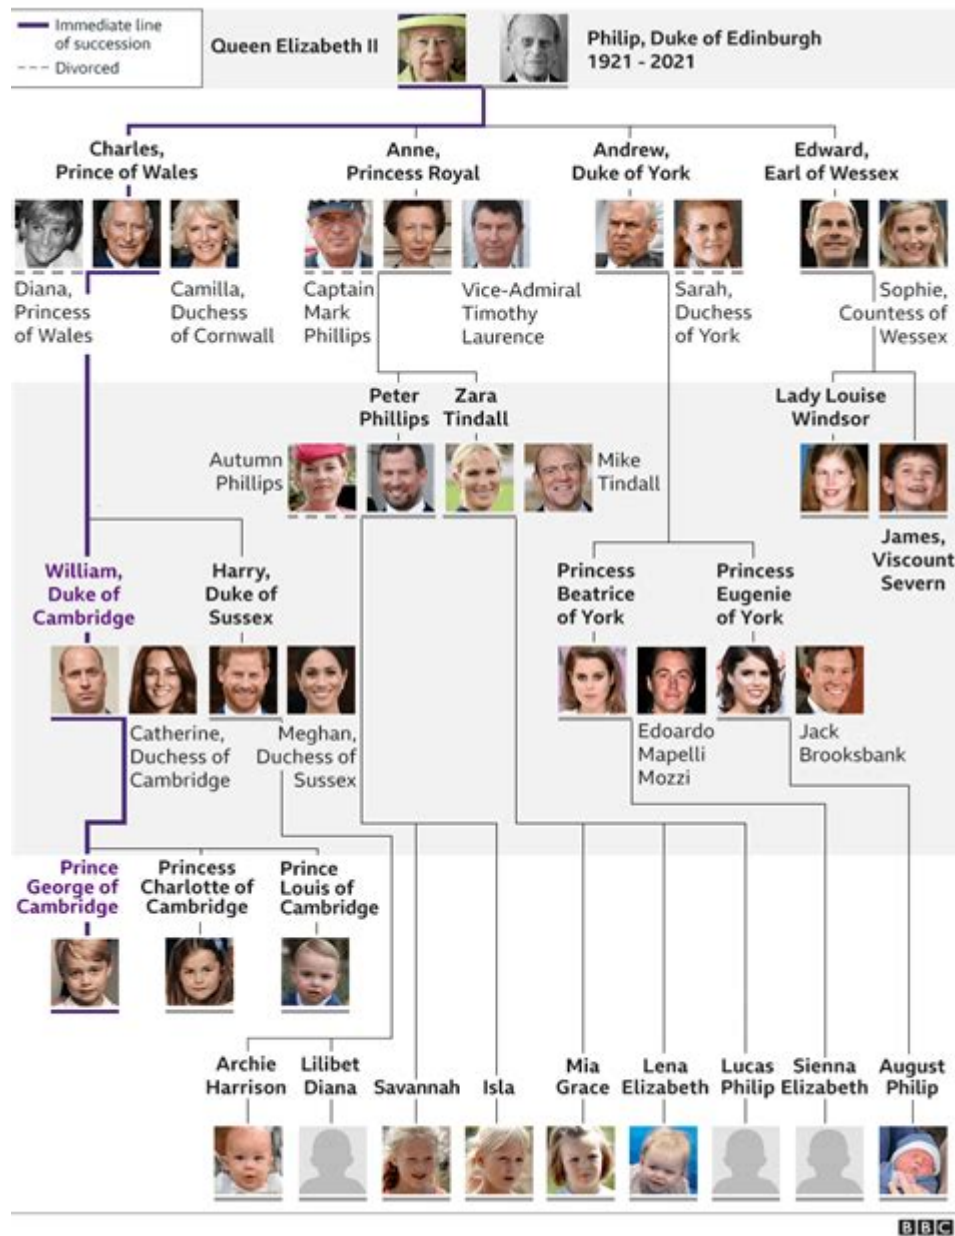 Immediate line
of succession
Divorced
Queen Elizabeth II
Philip, Duke of Edinburgh
1921 - 2021
Charles,
Prince of Wales
Anne,
Princess Royal
Andrew,
Duke of York
Edward,
Earl of Wessex
Diana,
Princess
of Wales
Camilla,
Duchess
of Cornwall
Captain
Mark
Phillips
Vice-Admiral
Timothy
Laurence
Sarah,
Duchess
of York
Sophie,
Countess of
Wessex
Peter
Phillips
Zara
Tindall
Lady Louise
Windsor
Autumn
Phillips
Mike
Tindall
James,
Viscount
Severn
William,
Duke of
Cambridge
Harry,
Duke of
Sussex
Princess
Beatrice
of York
Princess
Eugenie
of York
Catherine,
Duchess of
Cambridge
Meghan,
Duchess of
Sussex
Edoardo
Mapelli
Mozzi
Jack
Brooksbank
Prince
George of
Cambridge
Princess
Charlotte of
Cambridge
Prince
Louis of
Cambridge
Archie
Harrison
Lilibet
Diana
Savannah
Isla
Mia
Grace
Lena
Elizabeth
Lucas
Philip
Sienna
Elizabeth
August
Philip
BBC